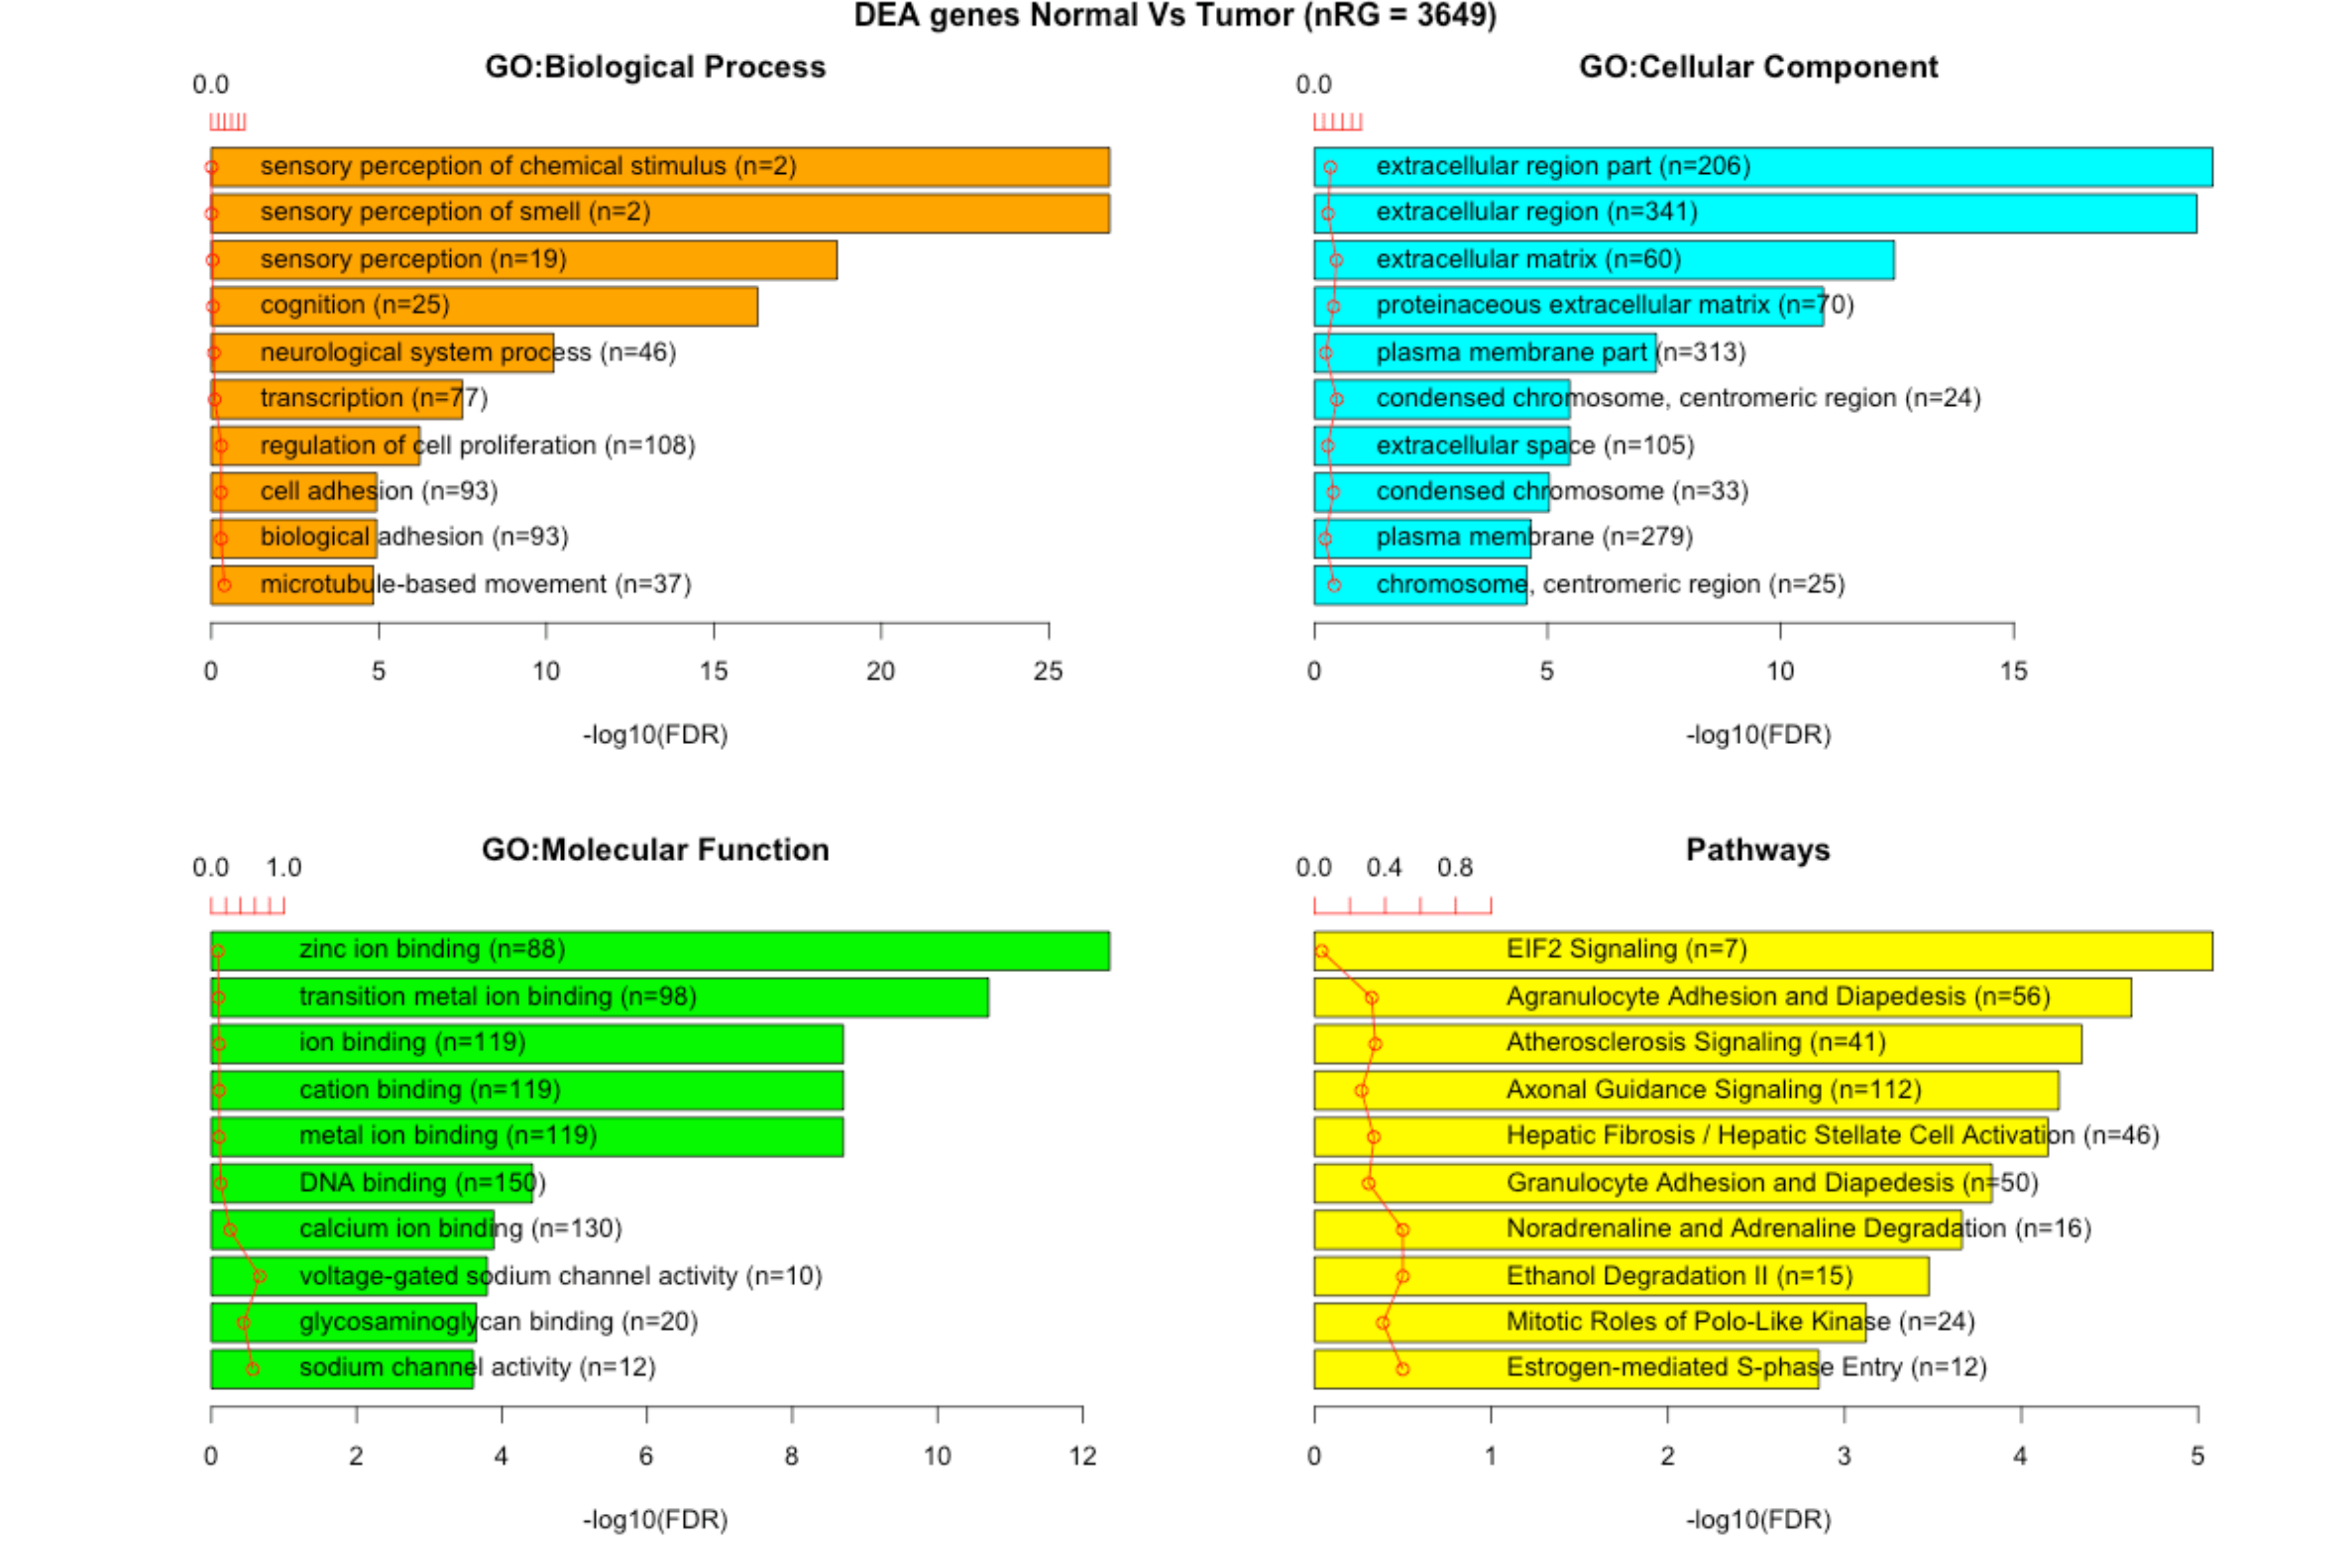 DEA genes Normal Vs Tumor (nRG = 3649)
GO:Biological Process
0.0
sensory perception of chemical stimulus (n=2)
sensory perception of smell (n=2)
sensory perception (n=19)
cognition (n=25)
neurological system process (n=46)
transcription (n=77)
regulation of cell proliferation (n=108)
cell adhesion (n=93)
biological adhesion (n=93)
microtubule-based movement (n=37)
0 5 10 15 20 25
-log10(FDR)
GO:Cellular Component
0.0
extracellular region part (n=206)
extracellular region (n=341)
extracellular matrix (n=60)
proteinaceous extracellular matrix (n=70)
plasma membrane part (n=313)
condensed chromosome, centromeric region (n=24)
extracellular space (n=105)
condensed chromosome (n=33)
plasma membrane (n=279)
chromosome, centromeric region (n=25)
0 5 10 15
-log10(FDR)
GO:Molecular Function
0.0 1.0
zinc ion binding (n=88)
transition metal ion binding (n=98)
ion binding (n=119)
cation binding (n=119)
metal ion binding (n=119)
DNA binding (n=150)
calcium ion binding (n=130)
voltage-gated sodium channel activity (n=10)
glycosaminoglycan binding (n=20)
sodium channel activity (n=12)
0 2 4 6 8 10 12
-log10(FDR)
Pathways
0.0 0.4 0.8
EIF2 Signaling (n=7)
Agranulocyte Adhesion and Diapedesis (n=56)
Atherosclerosis Signaling (n=41)
Axonal Guidance Signaling (n=112)
Hepatic Fibrosis / Hepatic Stellate Cell Activation (n=46)
Granulocyte Adhesion and Diapedesis (n=50)
Noradrenaline and Adrenaline Degradation (n=16)
Ethanol Degradation II (n=15)
Mitotic Roles of Polo-Like Kinase (n=24)
Estrogen-mediated S-phase Entry (n=12)
0 1 2 3 4 5
-log10(FDR)